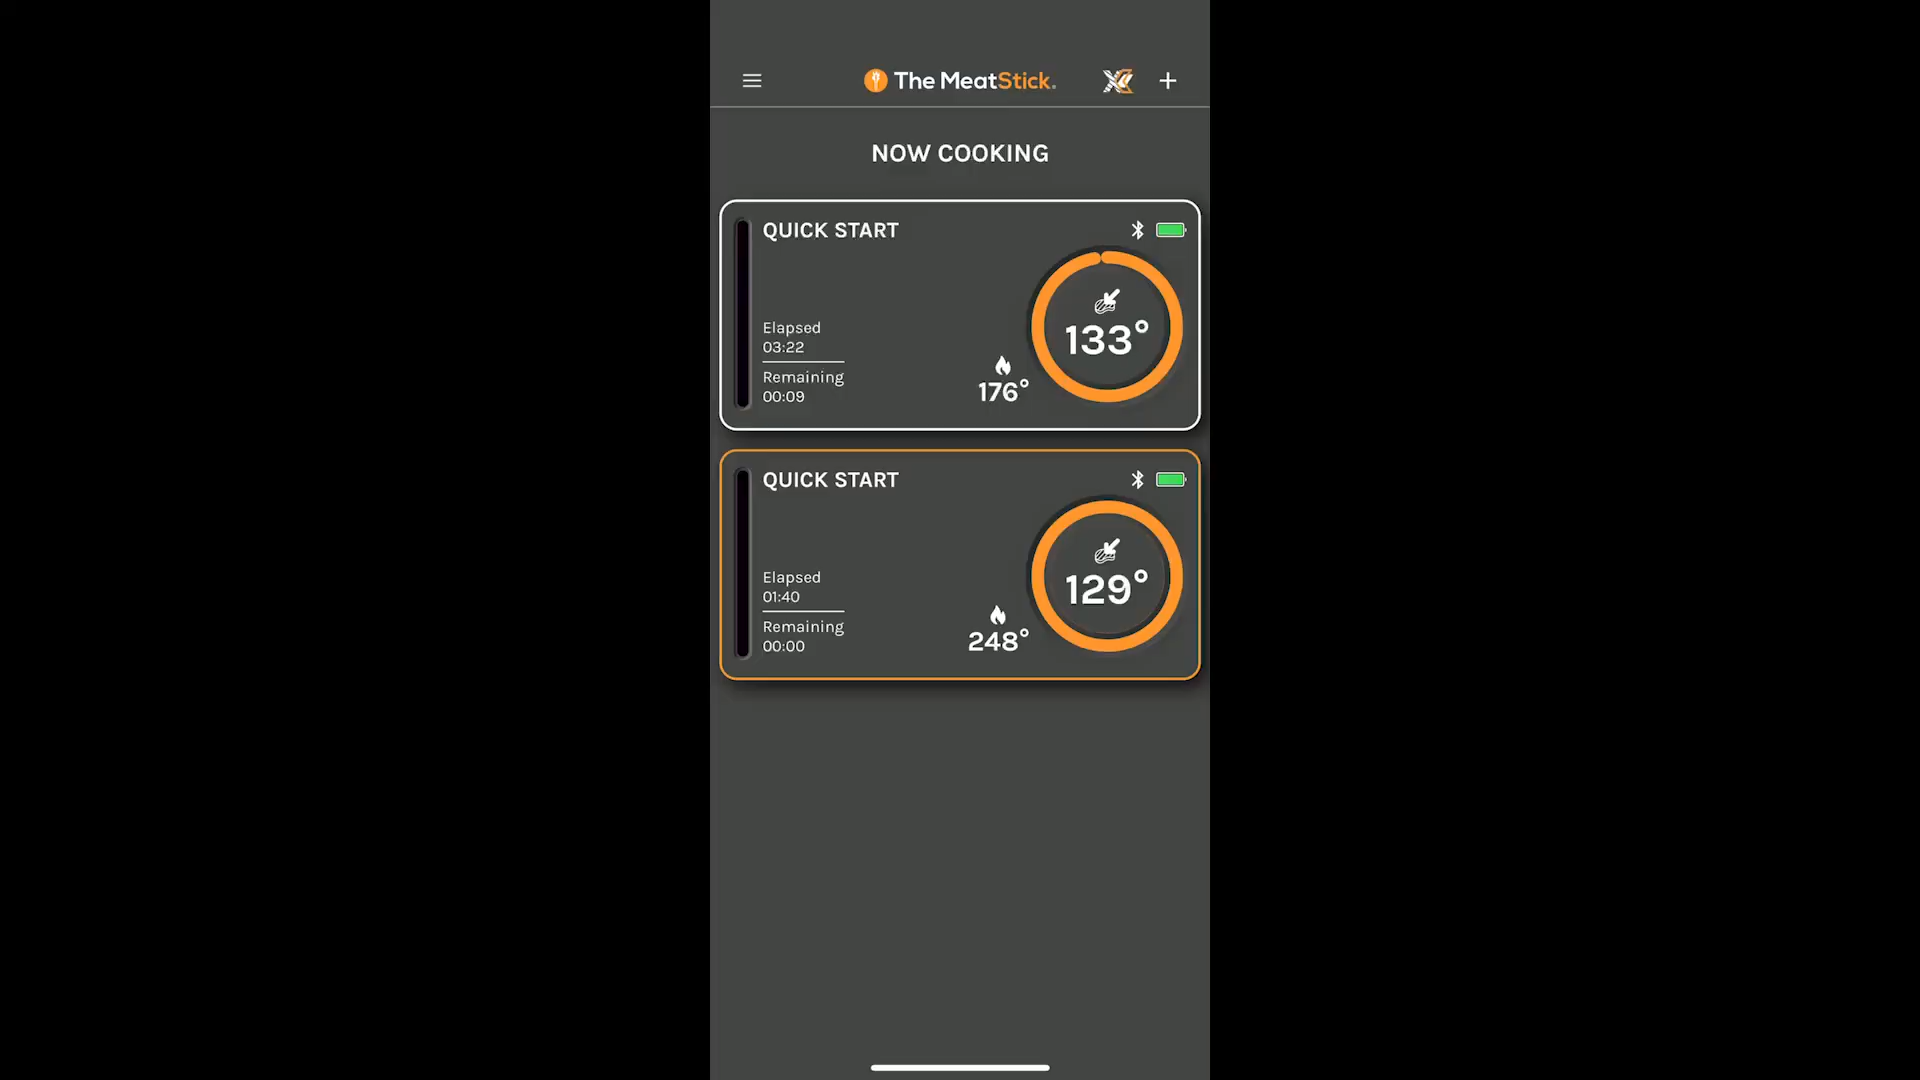 The MeatStick.
NOW COOKING
QUICK START
Elapsed
03:22
Remaining
00:09
176°
133°
QUICK START
Elapsed
01:40
Remaining
00:00
248°
129°